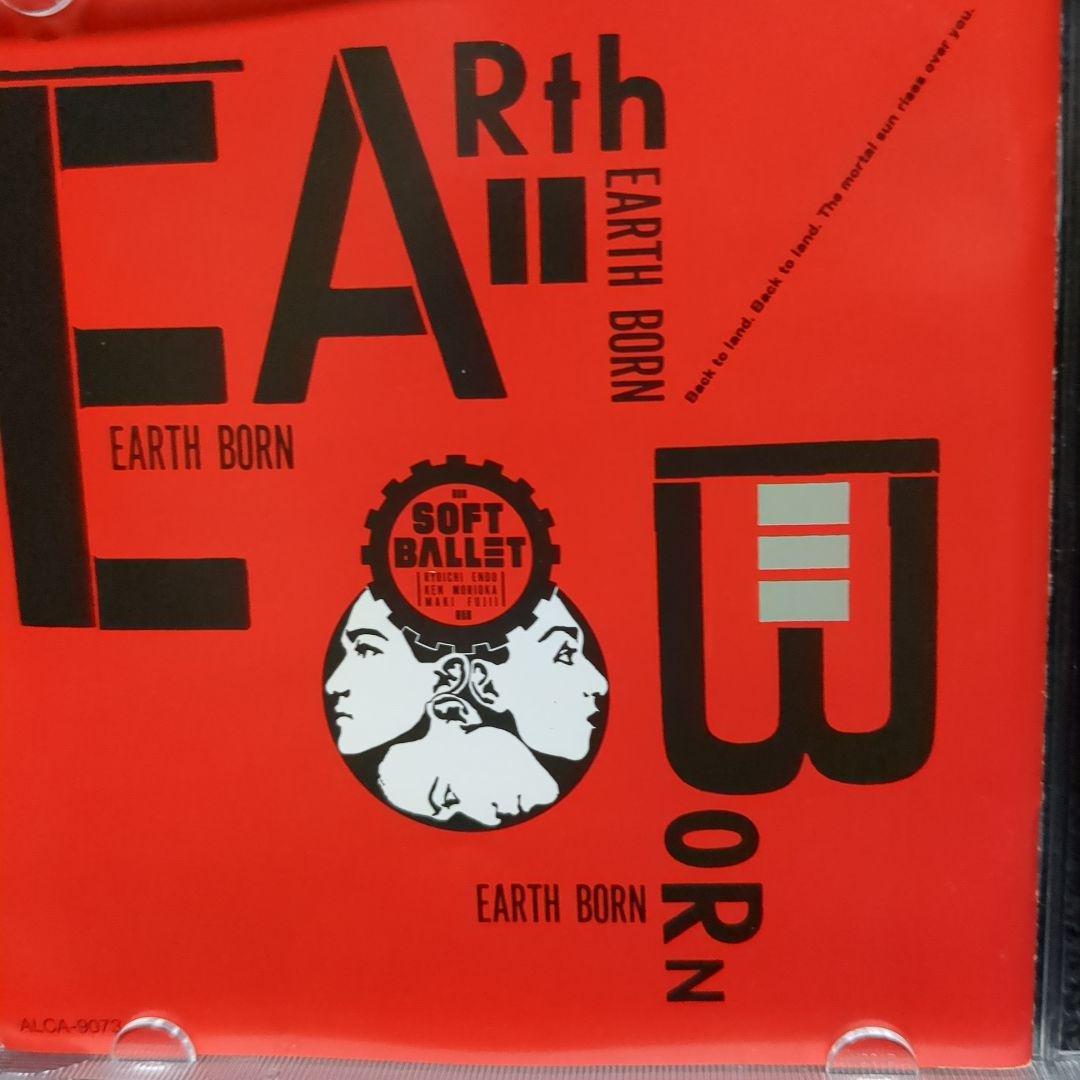 EARth
EARTH BORN
Back to land. Back to land. The mortal sun rises over you.
EARTH BORN
SOFT
BALLET
RYOICHI ENDO
KEN MORIOKA
MAKI FUJII
BORN
EARTH BORN
ALCA-9073